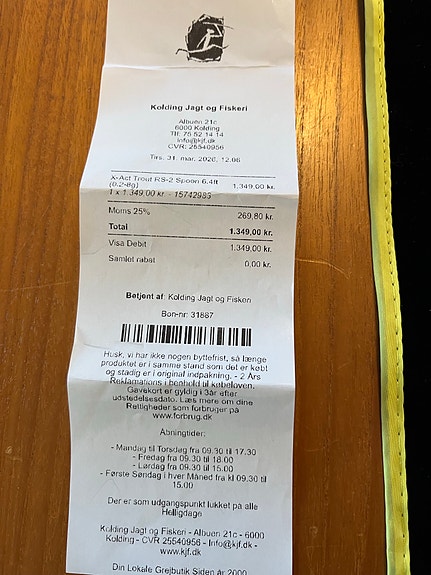 Kolding Jagt og Fiskeri
Albuen 21c
6000 Kolding
Tlf: 75 52 14 14
Info@kjf.dk
CVR: 25540956
Tirs. 31. mar. 2026, 12.06
X-Act Trout RS-2 Spoon 6.4ft
(0.2-8g)
1.349,00 kr.
1 x 1.349,00 kr. - 15742983
Moms 25% 269,80 kr.
Total 1.349,00 kr.
Visa Debit 1.349,00 kr.
Samlet rabat 0,00 kr.
Betjent af: Kolding Jagt og Fiskeri
Bon-nr: 31887
Husk, vi har ikke nogen byttefrist, så længe
produktet er i samme stand som det er købt
og stadig er i original indpakning. - 2 Års
Reklamations i henhold til købeloven.
Gavekort er gyldig i 3år efter
udstedelsesdato. Læs mere om dine
Rettigheder som forbruger på
www.forbrug.dk
Åbningtider:
- Mandag til Torsdag fra 09.30 til 17.30
- Fredag fra 09.30 til 18.00
- Lørdag fra 09.30 til 15.00
- Første Søndag i hver Måned fra kl 09.30 til
15.00
Der er som udgangspunkt lukket på alle
Helligdage
Kolding Jagt og Fiskeri - Albuen 21c - 6000
Kolding - CVR 25540956 - Info@kjf.dk -
www.kjf.dk
Din Lokale Grejbutik Siden år 2000